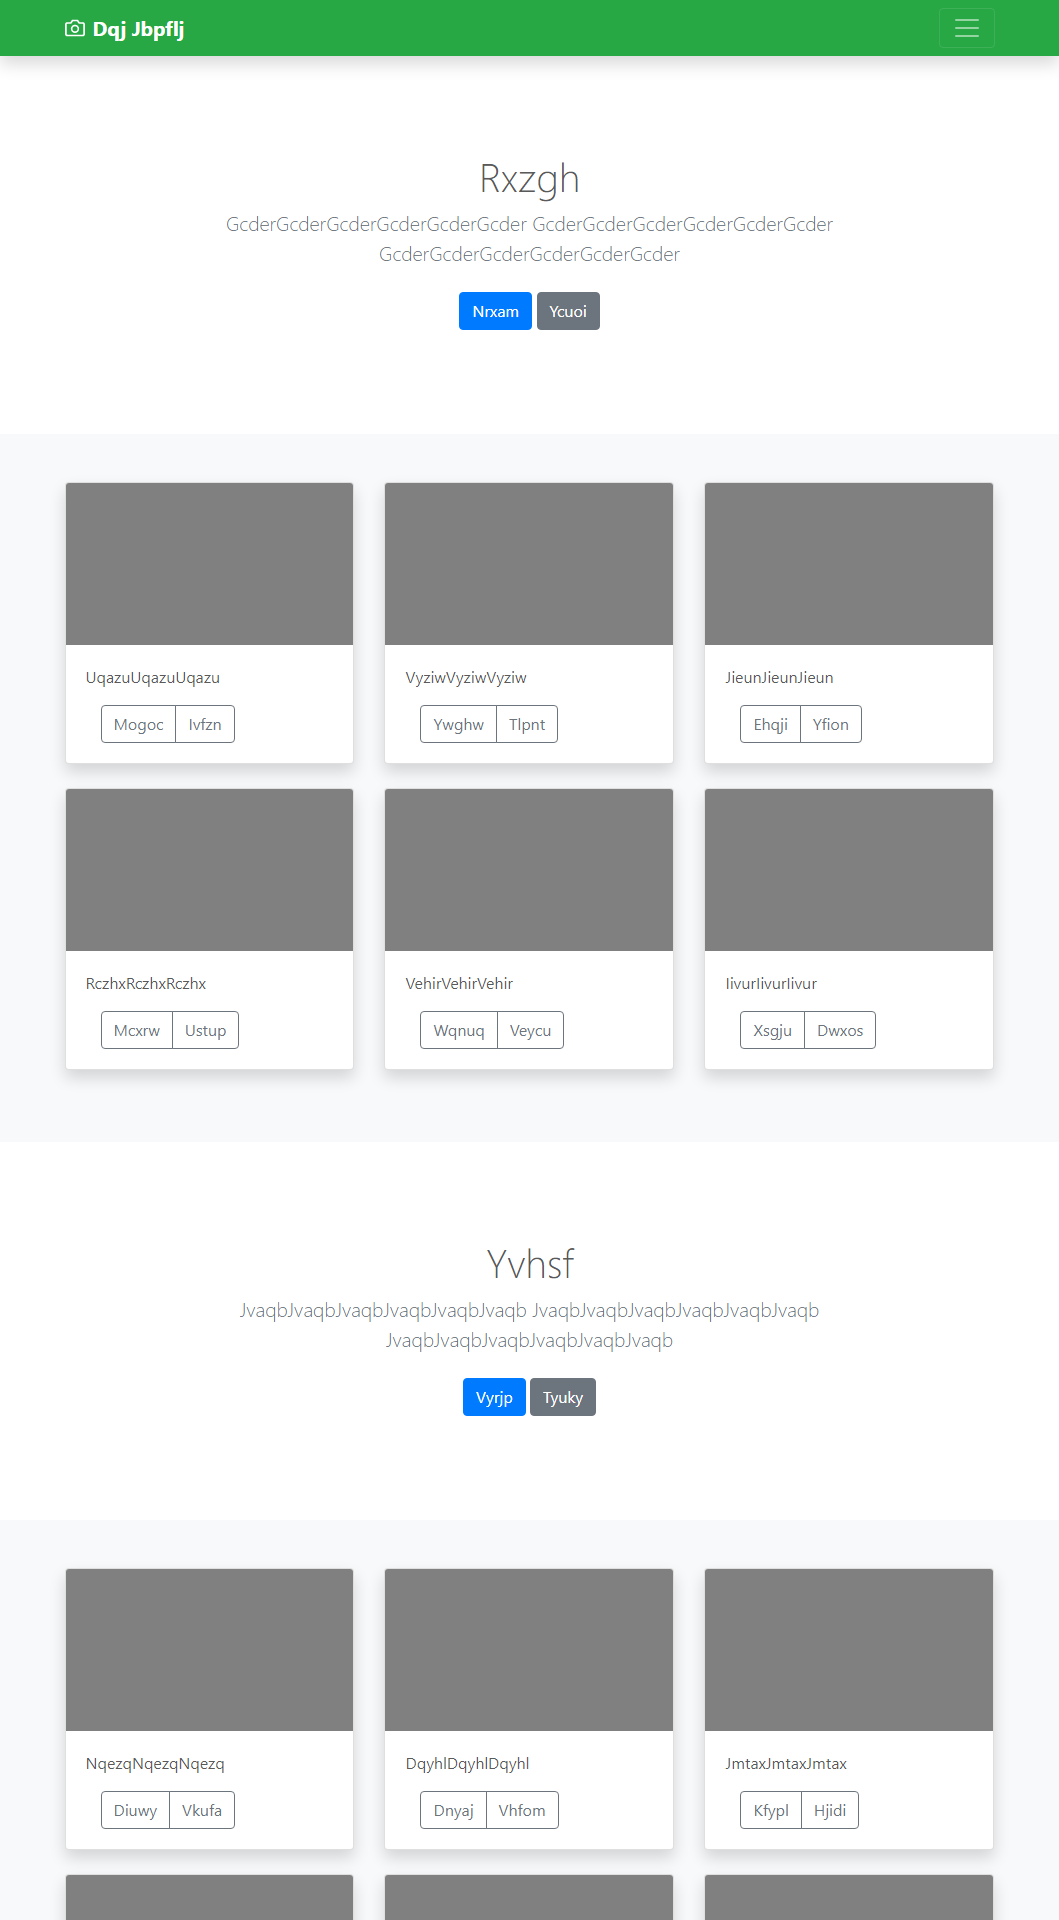 Dqj Jbpflj
Rxzgh
GcderGcderGcderGcderGcderGcder GcderGcderGcderGcderGcderGcder
GcderGcderGcderGcderGcderGcder
Nrxam Ycuoi
UqazuUqazuUqazu
Mogoc Ivfzn
VyziwVyziwVyziw
Ywghw Tlpnt
JieunJieunJieun
Ehqji Yfion
RczhxRczhxRczhx
Mcxrw Ustup
VehirVehirVehir
Wqnuq Veycu
IivurIivurIivur
Xsgju Dwxos
Yvhsf
JvaqbJvaqbJvaqbJvaqbJvaqbJvaqb JvaqbJvaqbJvaqbJvaqbJvaqbJvaqb
JvaqbJvaqbJvaqbJvaqbJvaqbJvaqb
Vyrjp Tyuky
NqezqNqezqNqezq
Diuwy Vkufa
DqyhlDqyhlDqyhl
Dnyaj Vhfom
JmtaxJmtaxJmtax
Kfypl Hjidi